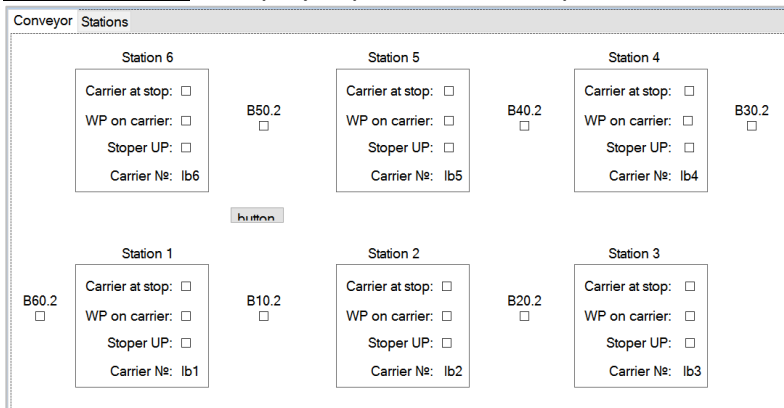 Conveyor Stations
Station 6 Station 5 Station 4
Carrier at stop: Carrier at stop: Carrier at stop:
B50.2 B40.2 B30.2
WP on carrier: WP on carrier: WP on carrier:
Stoper UP: Stoper UP: Stoper UP:
Carrier №: lb6 Carrier №: lb5 Carrier №: lb4
button
Station 1 Station 2 Station 3
Carrier at stop: Carrier at stop: Carrier at stop:
B60.2 B10.2 B20.2
WP on carrier: WP on carrier: WP on carrier:
Stoper UP: Stoper UP: Stoper UP:
Carrier №: lb1 Carrier №: lb2 Carrier №: lb3